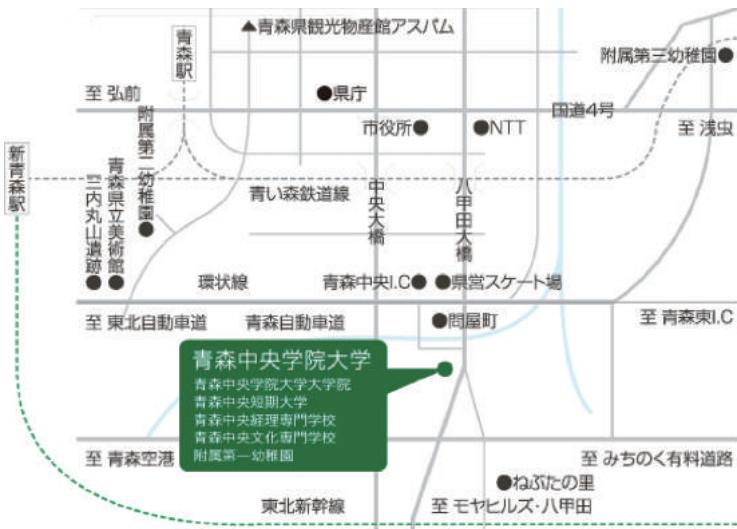 ▲青森県観光物産館アスパム
青森駅
附属第三幼稚園●
至 弘前
●県庁
国道4号
市役所●
●NTT
至 浅虫
新青森駅
附属第二幼稚園●
青森県立美術館●
三内丸山遺跡●
青い森鉄道線
中央大橋
八甲田大橋
環状線
青森中央I.C●
●県営スケート場
至 東北自動車道
青森自動車道
●問屋町
至 青森東I.C
青森中央学院大学
青森中央学院大学大学院
青森中央短期大学
青森中央経理専門学校
青森中央文化専門学校
附属第一幼稚園
至 青森空港
至 みちのく有料道路
●ねぶたの里
東北新幹線
至 モヤヒルズ・八甲田